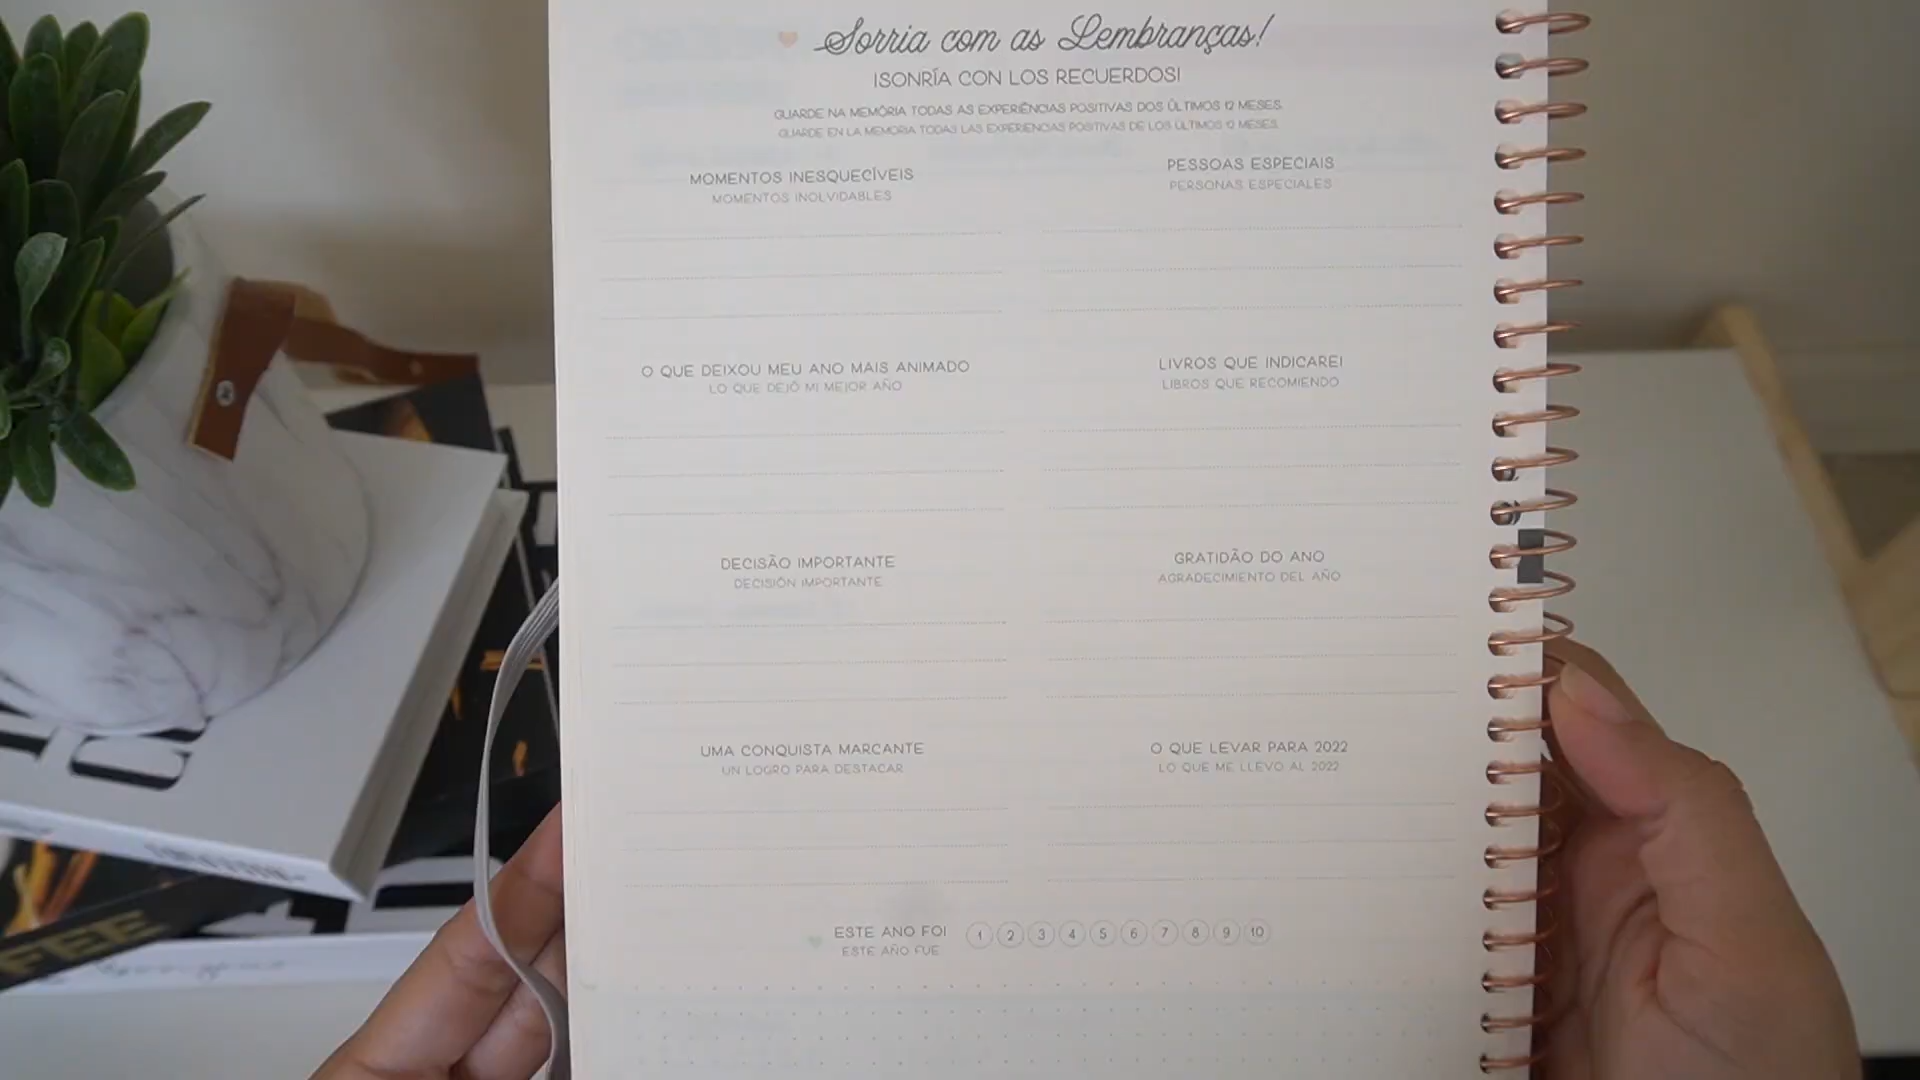 Sorria com as Lembranças!
¡SONRÍA CON LOS RECUERDOS!
GUARDE NA MEMÓRIA TODAS AS EXPERIÊNCIAS POSITIVAS DOS ÚLTIMOS 12 MESES.
GUARDE EN LA MEMORIA TODAS LAS EXPERIENCIAS POSITIVAS DE LOS ÚLTIMOS 12 MESES.
MOMENTOS INESQUECÍVEIS
MOMENTOS INOLVIDABLES
PESSOAS ESPECIAIS
PERSONAS ESPECIALES
O QUE DEIXOU MEU ANO MAIS ANIMADO
LO QUE DEJÓ MI MEJOR AÑO
LIVROS QUE INDICAREI
LIBROS QUE RECOMIENDO
DECISÃO IMPORTANTE
DECISIÓN IMPORTANTE
GRATIDÃO DO ANO
AGRADECIMIENTO DEL AÑO
UMA CONQUISTA MARCANTE
UN LOGRO PARA DESTACAR
O QUE LEVAR PARA 2022
LO QUE ME LLEVO AL 2022
ESTE ANO FOI 1 2 3 4 5 6 7 8 9 10
ESTE AÑO FUE
FEE